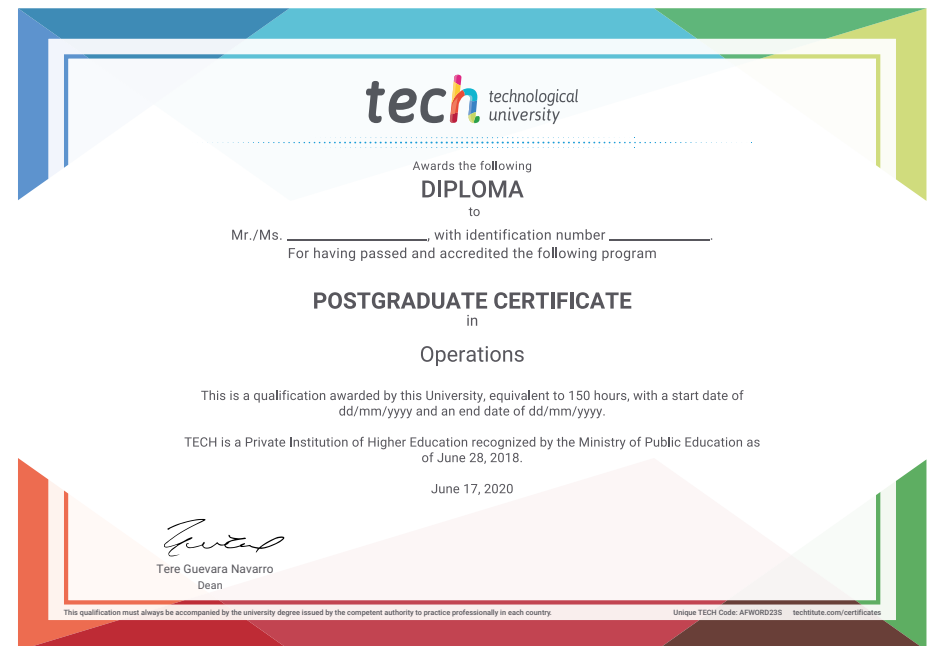 tech technological
university
Awards the following
DIPLOMA
to
Mr./Ms. ____________________, with identification number ______________.
For having passed and accredited the following program
POSTGRADUATE CERTIFICATE
in
Operations
This is a qualification awarded by this University, equivalent to 150 hours, with a start date of
dd/mm/yyyy and an end date of dd/mm/yyyy.
TECH is a Private Institution of Higher Education recognized by the Ministry of Public Education as
of June 28, 2018.
June 17, 2020
Tere Guevara Navarro
Dean
This qualification must always be accompanied by the university degree issued by the competent authority to practice professionally in each country.
Unique TECH Code: AFWORD23S techtitute.com/certificates